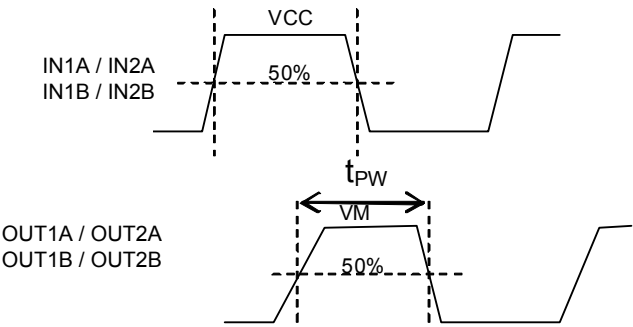 VCC
IN1A / IN2A
IN1B / IN2B
50%
tPW
VM
OUT1A / OUT2A
OUT1B / OUT2B
50%